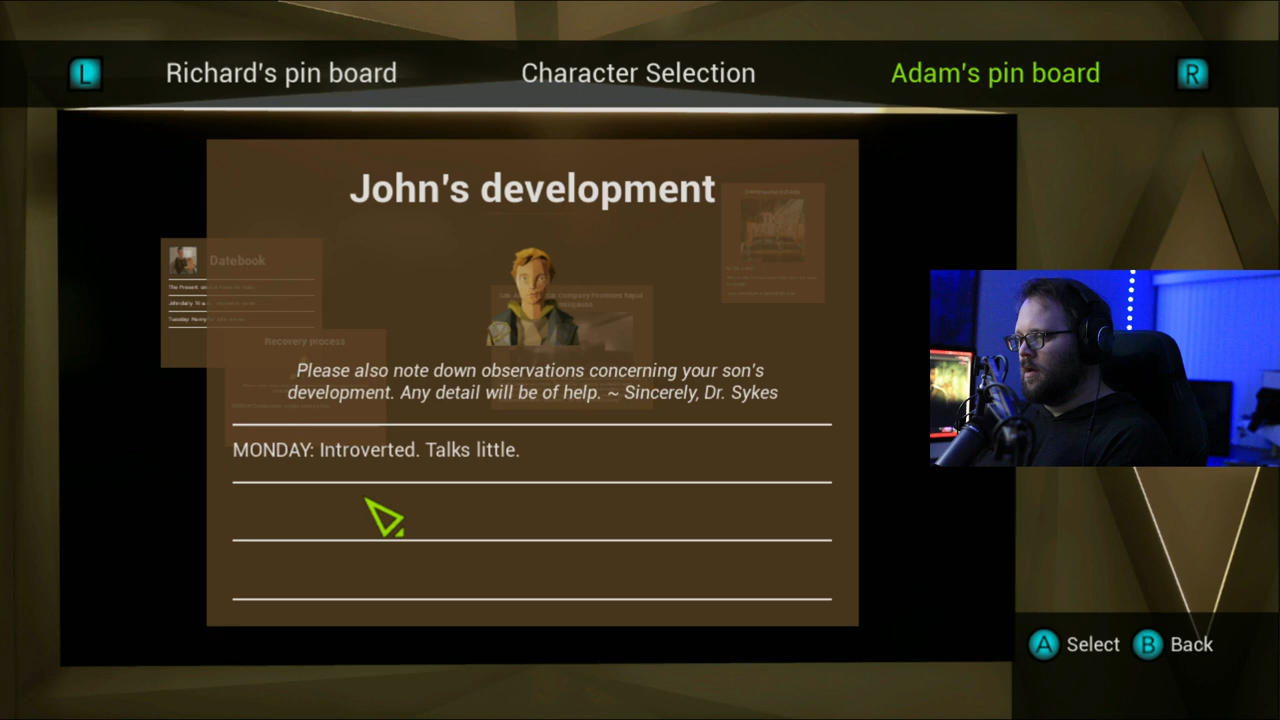 L
Richard's pin board
Character Selection
Adam's pin board
R
John's development
Datebook
Recovery process
Please also note down observations concerning your son's
development. Any detail will be of help. ~ Sincerely, Dr. Sykes
MONDAY: Introverted. Talks little.
A Select B Back